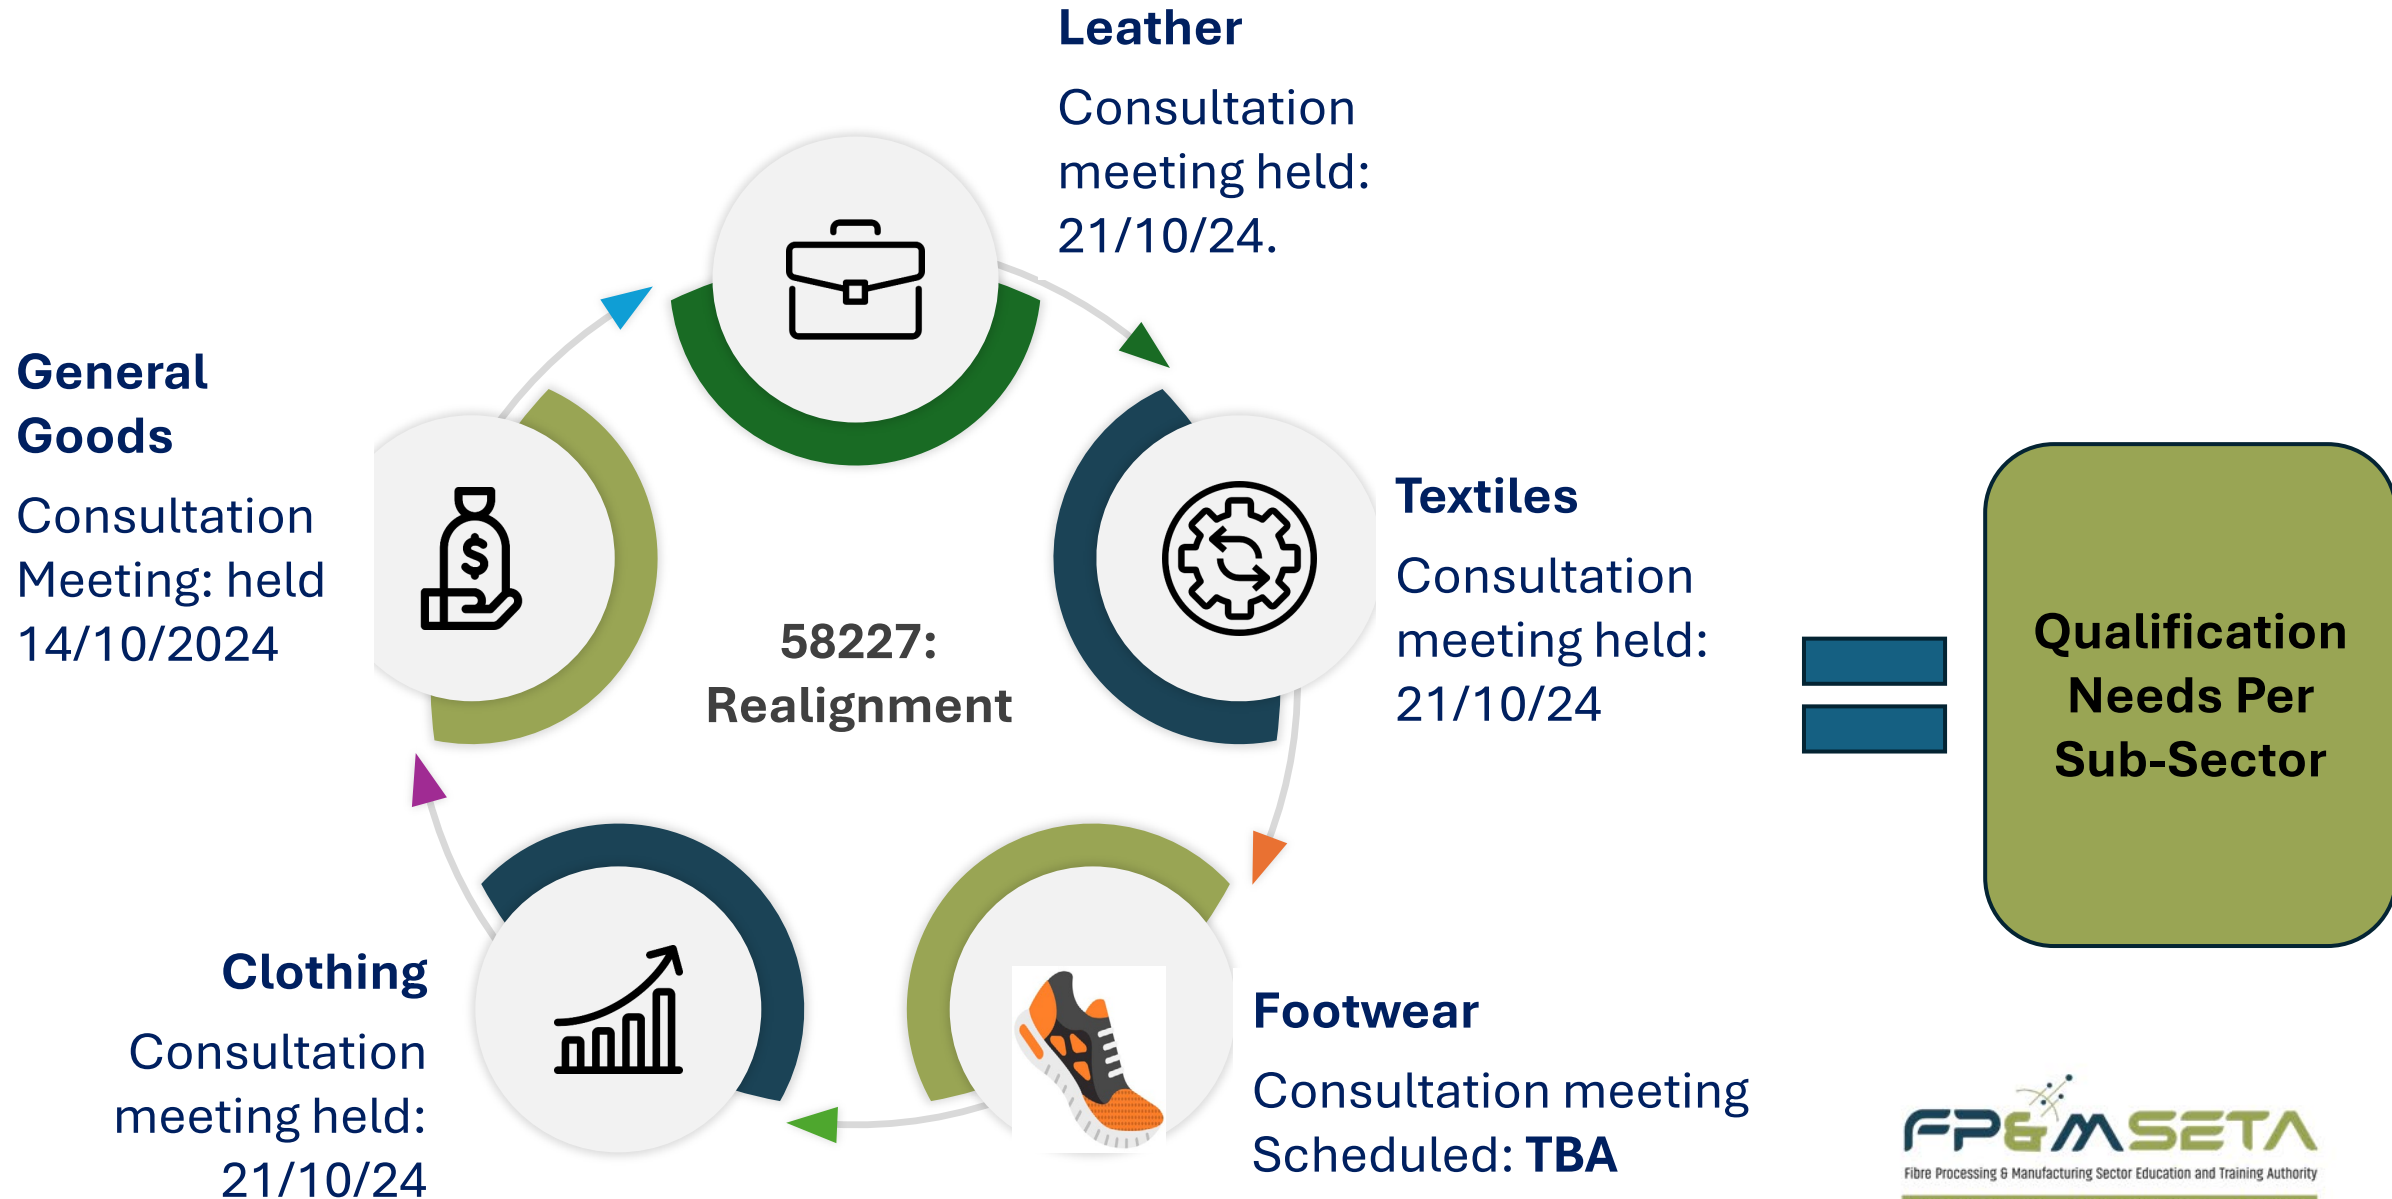 Leather
Consultation
meeting held:
21/10/24.
General
Goods
Consultation
Meeting: held
14/10/2024
$
Textiles
Consultation
meeting held:
21/10/24
58227:
Realignment
Qualification
Needs Per
Sub-Sector
Clothing
Consultation
meeting held:
21/10/24
Footwear
Consultation meeting
Scheduled: TBA
FP&MSETA
Fibre Processing & Manufacturing Sector Education and Training Authority